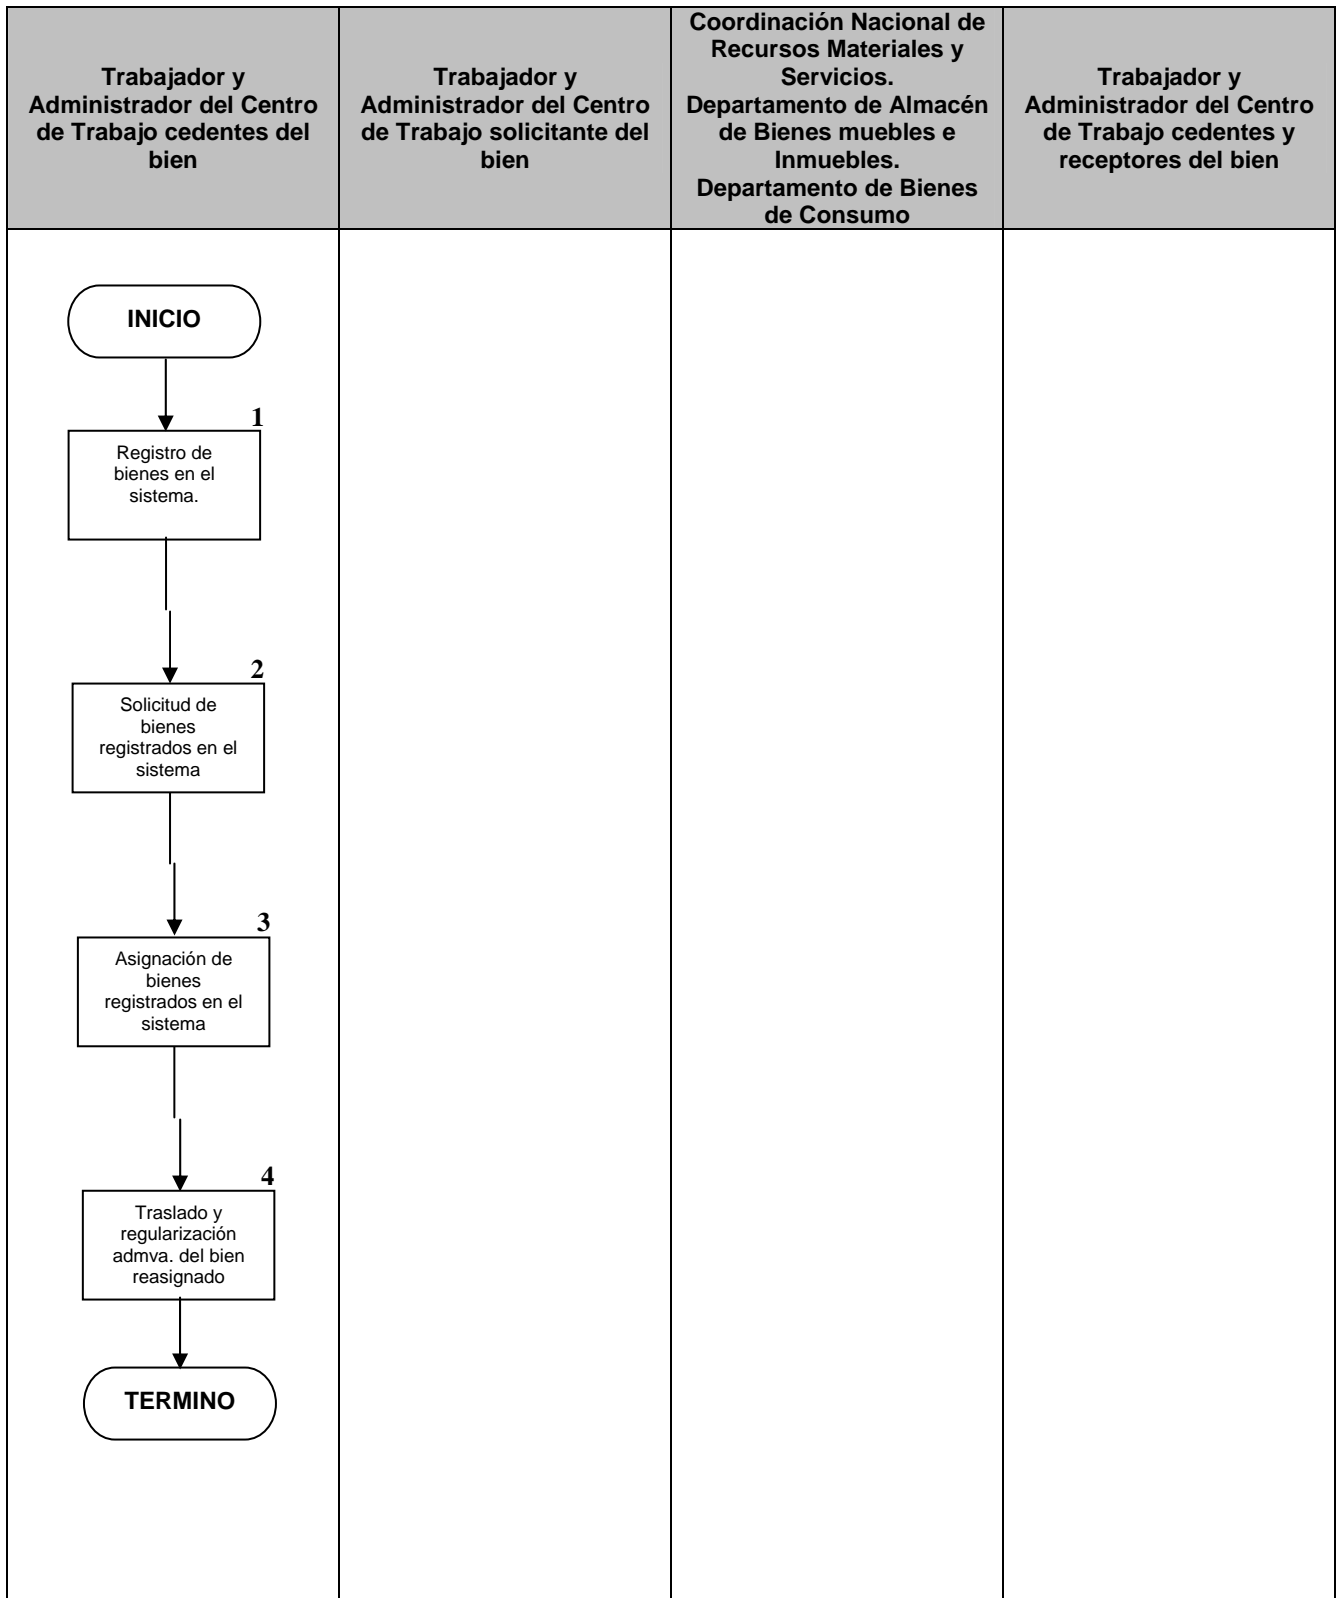 Trabajador y
Administrador del Centro
de Trabajo cedentes del
bien
Trabajador y
Administrador del Centro
de Trabajo solicitante del
bien
Coordinación Nacional de
Recursos Materiales y
Servicios.
Departamento de Almacén
de Bienes muebles e
Inmuebles.
Departamento de Bienes
de Consumo
Trabajador y
Administrador del Centro
de Trabajo cedentes y
receptores del bien
INICIO
1
Registro de
bienes en el
sistema.
2
Solicitud de
bienes
registrados en el
sistema
3
Asignación de
bienes
registrados en el
sistema
4
Traslado y
regularización
admva. del bien
reasignado
TERMINO